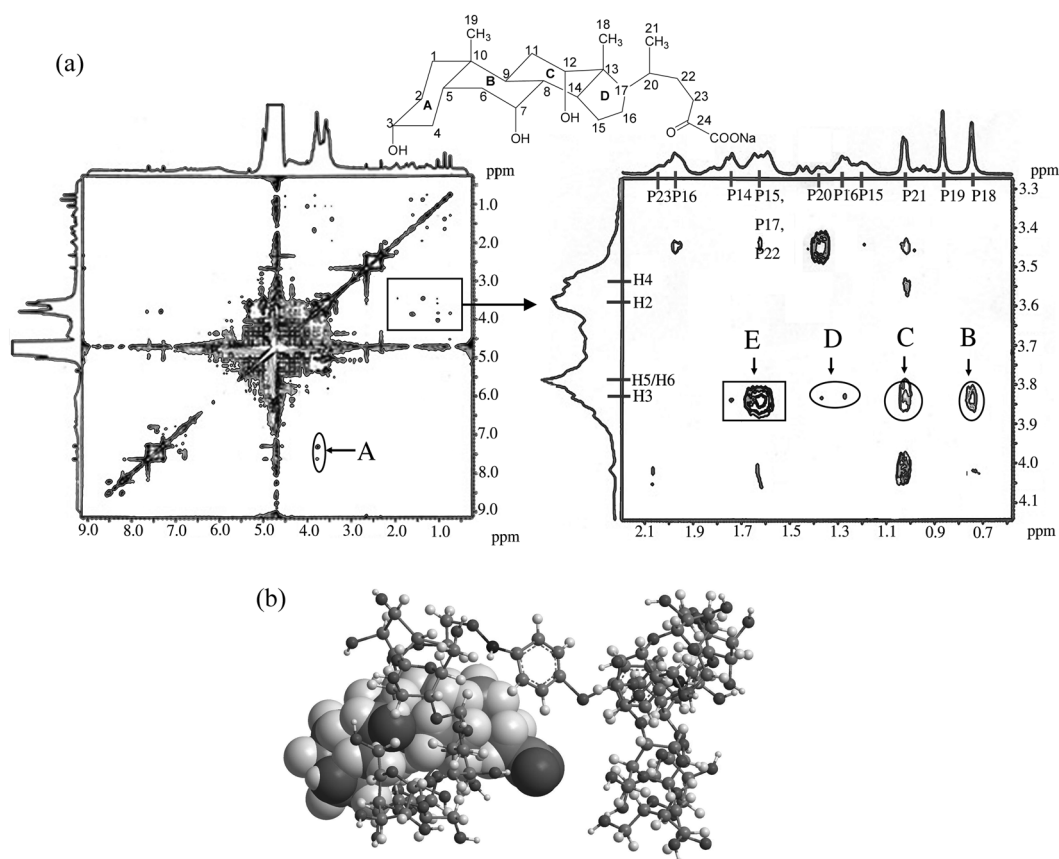 (a)
19
CH₃
18
CH₃
21
CH₃
1
10
11
12
13
20
22
2
A
B
9
C
D
17
3
5
6
8
14
16
23
4
7
15
24
OH
OH
OH
O
COONa
ppm
1.0
2.0
3.0
4.0
5.0
6.0
7.0
8.0
9.0
A
9.0 8.0 7.0 6.0 5.0 4.0 3.0 2.0 1.0
ppm
ppm
P23 P16 P14 P15, P20 P16 P15 P21 P19 P18
P17,
P22
H4
H2
H5/H6
H3
E D C B
3.3
3.4
3.5
3.6
3.7
3.8
3.9
4.0
4.1
2.1 1.9 1.7 1.5 1.3 1.1 0.9 0.7
ppm
(b)